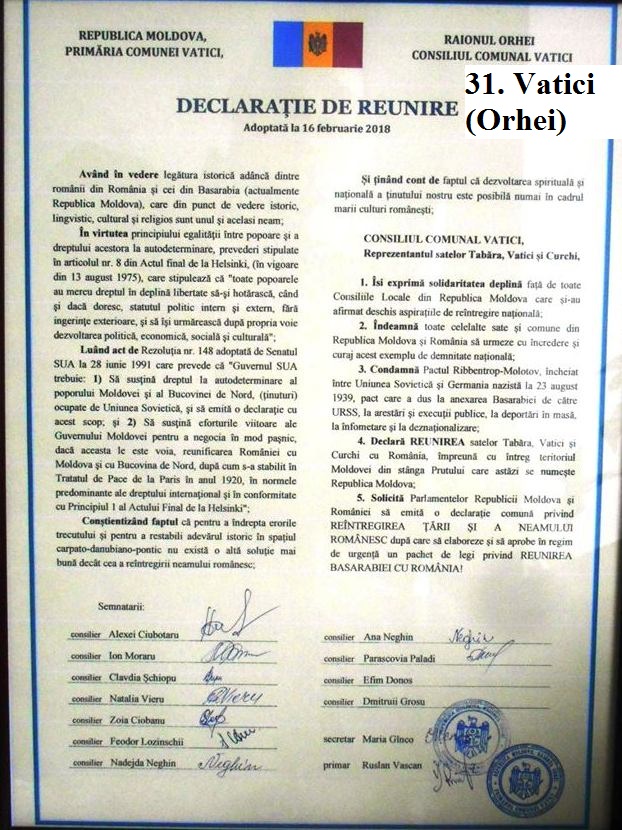 REPUBLICA MOLDOVA,
PRIMĂRIA COMUNEI VATICI,
RAIONUL ORHEI
CONSILIUL COMUNAL VATICI
31. Vatici
(Orhei)
DECLARAȚIE DE REUNIRE
Adoptată la 16 februarie 2018
Având în vedere legătura istorică adâncă dintre
românii din România și cei din Basarabia (actualmente
Republica Moldova), care din punct de vedere istoric,
lingvistic, cultural și religios sunt unul și acelasi neam;
În virtutea principiului egalității între popoare și a
dreptului acestora la autodeterminare, prevederi stipulate
în articolul nr. 8 din Actul final de la Helsinki, (în vigoare
din 13 august 1975), care stipulează că "toate popoarele
au mereu dreptul în deplină libertate să-și hotărască, când
și dacă doresc, statutul politic intern și extern, fără
ingerințe exterioare, și să își urmărească după propria voie
dezvoltarea politică, economică, socială și culturală";
Luând act de Rezoluția nr. 148 adoptată de Senatul
SUA la 28 iunie 1991 care prevede că "Guvernul SUA
trebuie: 1) Să susțină dreptul la autodeterminare al
poporului Moldovei și al Bucovinei de Nord, (ținuturi)
ocupate de Uniunea Sovietică, și să emită o declarație cu
acest scop; și 2) Să susțină eforturile viitoare ale
Guvernului Moldovei pentru a negocia în mod pașnic,
dacă aceasta le este voia, reunificarea României cu
Moldova și cu Bucovina de Nord, după cum s-a stabilit în
Tratatul de Pace de la Paris în anul 1920, în normele
predominante ale dreptului internațional și în conformitate
cu Principiul 1 al Actului Final de la Helsinki";
Conștientizând faptul că pentru a îndrepta erorile
trecutului și pentru a restabili adevărul istoric în spațiul
carpato-danubiano-pontic nu există o altă soluție mai
bună decât cea a reîntregirii neamului românesc;
Și ținând cont de faptul că dezvoltarea spirituală și
națională a ținutului nostru este posibilă numai în cadrul
marii culturi românești;
CONSILIUL COMUNAL VATICI,
Reprezentantul satelor Tabăra, Vatici și Curchi,
1. Își exprimă solidaritatea deplină față de toate
Consiliile Locale din Republica Moldova care și-au
afirmat deschis aspirațiile de reîntregire națională;
2. Îndeamnă toate celelalte sate și comune din
Republica Moldova și România să urmeze cu încredere și
curaj acest exemplu de demnitate națională;
3. Condamnă Pactul Ribbentrop-Molotov, încheiat
între Uniunea Sovietică și Germania nazistă la 23 august
1939, pact care a dus la anexarea Basarabiei de către
URSS, la arestări și execuții publice, la deportări în masă,
la înfometare și la deznaționalizare;
4. Declară REUNIREA satelor Tabăra, Vatici și
Curchi cu România, împreună cu întreg teritoriul
Moldovei din stânga Prutului care astăzi se numește
Republica Moldova;
5. Solicită Parlamentelor Republicii Moldova și
României să emită o declarație comună privind
REÎNTREGIREA ȚĂRII ȘI A NEAMULUI
ROMÂNESC după care să elaboreze și să aprobe în regim
de urgență un pachet de legi privind REUNIREA
BASARABIEI CU ROMÂNIA!
Semnatarii:
consilier Alexei Ciubotaru
consilier Ion Moraru
consilier Clavdia Șchiopu
consilier Natalia Vieru Vieru
consilier Zoia Ciobanu
consilier Feodor Lozinschii
consilier Nadejda Neghin Neghin
consilier Ana Neghin Neghin
consilier Parascovia Paladi
consilier Efim Donos
consilier Dmitruii Grosu
secretar Maria Gînco
primar Ruslan Vascan